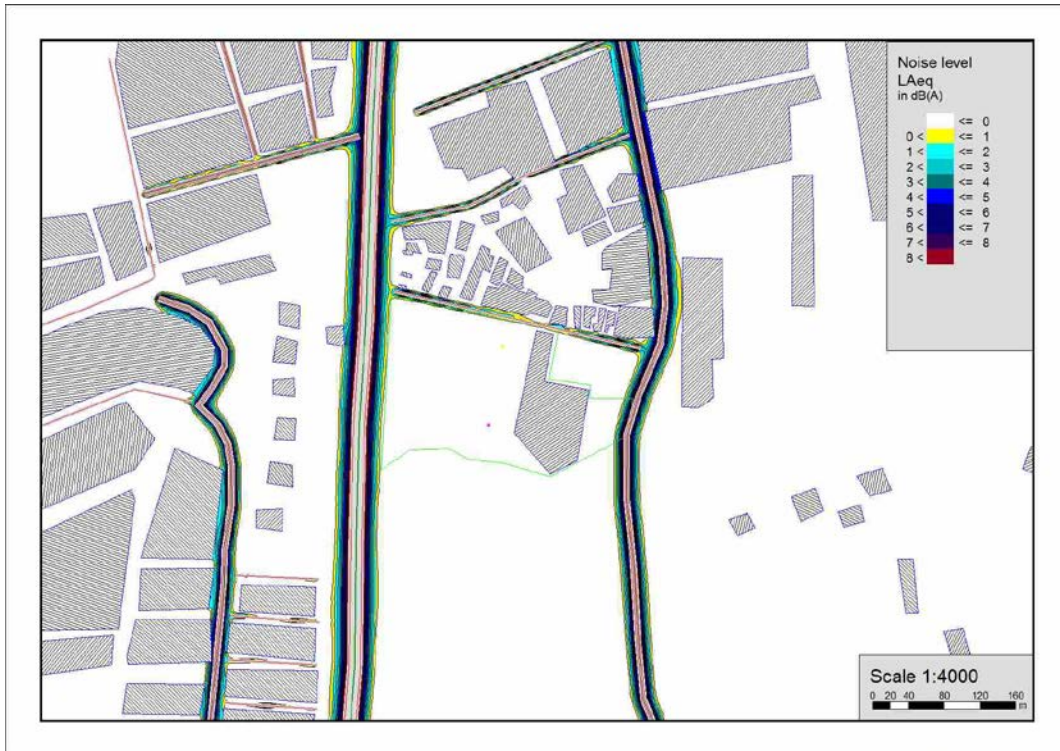 Noise level
LAeq
in dB(A)
<= 0
0 < <= 1
1 < <= 2
2 < <= 3
3 < <= 4
4 < <= 5
5 < <= 6
6 < <= 7
7 < <= 8
8 <
Scale 1:4000
0 20 40 80 120 160
m